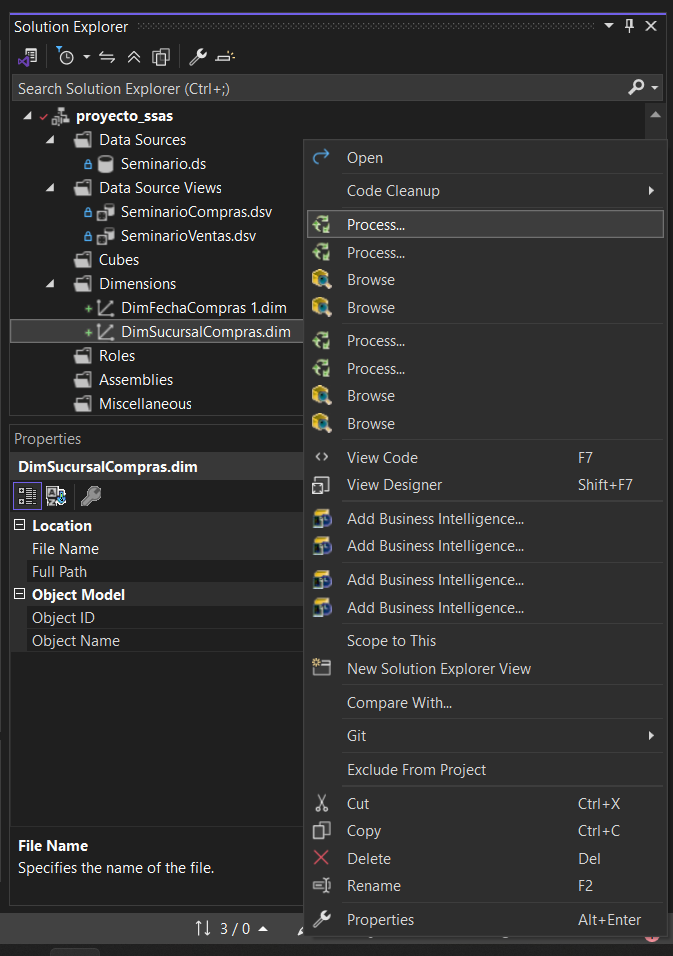 Solution Explorer
Search Solution Explorer (Ctrl+;)
proyecto_ssas
Data Sources
Seminario.ds
Data Source Views
SeminarioCompras.dsv
SeminarioVentas.dsv
Cubes
Dimensions
DimFechaCompras 1.dim
DimSucursalCompras.dim
Roles
Assemblies
Miscellaneous
Properties
DimSucursalCompras.dim
Location
File Name
Full Path
Object Model
Object ID
Object Name
File Name
Specifies the name of the file.
3 / 0
Open
Code Cleanup
Process...
Process...
Browse
Browse
Process...
Process...
Browse
Browse
View Code F7
View Designer Shift+F7
Add Business Intelligence...
Add Business Intelligence...
Add Business Intelligence...
Add Business Intelligence...
Scope to This
New Solution Explorer View
Compare With...
Git
Exclude From Project
Cut Ctrl+X
Copy Ctrl+C
Delete Del
Rename F2
Properties Alt+Enter